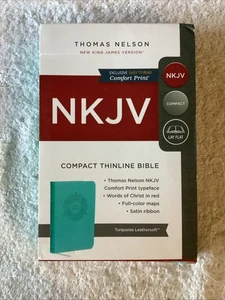 THOMAS NELSON
NEW KING JAMES VERSION®
EXCLUSIVE EASY-TO-READ
Comfort Print®
NKJV
NKJV
COMPACT
LAY FLAT
COMPACT THINLINE BIBLE
• Thomas Nelson NKJV
Comfort Print typeface
• Words of Christ in red
• Full-color maps
• Satin ribbon
Turquoise Leathersoft™